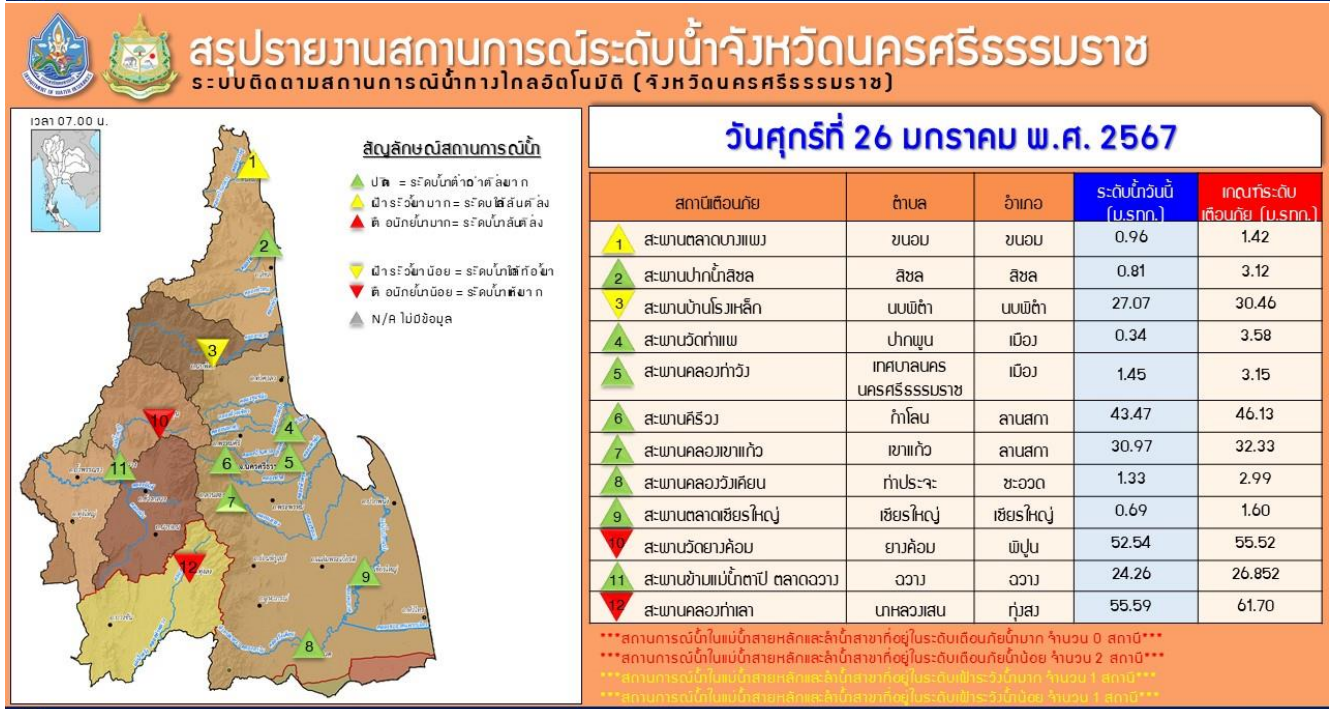 สรุปรายงานสถานการณ์ระดับน้ำจังหวัดนครศรีธรรมราช
ระบบติดตามสถานการณ์น้ำทางไกลอัตโนมัติ (จังหวัดนครศรีธรรมราช)
เวลา 07.00 น.
สัญลักษณ์สถานการณ์น้ำ
N/A ไม่มีข้อมูล
1
2
3
10
4
11
6
5
7
12
9
8
วันศุกร์ที่ 26 มกราคม พ.ศ. 2567
สถานีเตือนภัย ตำบล อำเภอ ระดับน้ำวันนี้ (ม.รทก.) เกณฑ์ระดับเตือนภัย (ม.รทก.)
1 สะพานตลาดบางแพง ขนอม ขนอม 0.96 1.42
2 สะพานปากน้ำสิชล สิชล สิชล 0.81 3.12
3 สะพานบ้านโรงเหล็ก นบพิตำ นบพิตำ 27.07 30.46
4 สะพานวัดท่าแพ ปากพูน เมือง 0.34 3.58
5 สะพานคลองท่าวัง เทศบาลนครนครศรีธรรมราช เมือง 1.45 3.15
6 สะพานคีรีวง กำโลน ลานสกา 43.47 46.13
7 สะพานคลองเขาแก้ว เขาแก้ว ลานสกา 30.97 32.33
8 สะพานคลองวังเคียน ท่าประจะ ชะอวด 1.33 2.99
9 สะพานตลาดเชียรใหญ่ เชียรใหญ่ เชียรใหญ่ 0.69 1.60
10 สะพานวัดยางค้อม ยางค้อม พิปูน 52.54 55.52
11 สะพานข้ามแม่น้ำตาปี ตลาดฉวาง ฉวาง ฉวาง 24.26 26.852
12 สะพานคลองท่าเลา นาหลวงเสน ทุ่งสง 55.59 61.70
***สถานการณ์น้ำในแม่น้ำสายหลักและลำน้ำสาขาที่อยู่ในระดับเตือนภัยน้ำมาก จำนวน 0 สถานี***
***สถานการณ์น้ำในแม่น้ำสายหลักและลำน้ำสาขาที่อยู่ในระดับเตือนภัยน้ำน้อย จำนวน 2 สถานี***
***สถานการณ์น้ำในแม่น้ำสายหลักและลำน้ำสาขาที่อยู่ในระดับเฝ้าระวังน้ำมาก จำนวน 1 สถานี***
***สถานการณ์น้ำในแม่น้ำสายหลักและลำน้ำสาขาที่อยู่ในระดับเฝ้าระวังน้ำน้อย จำนวน 1 สถานี***